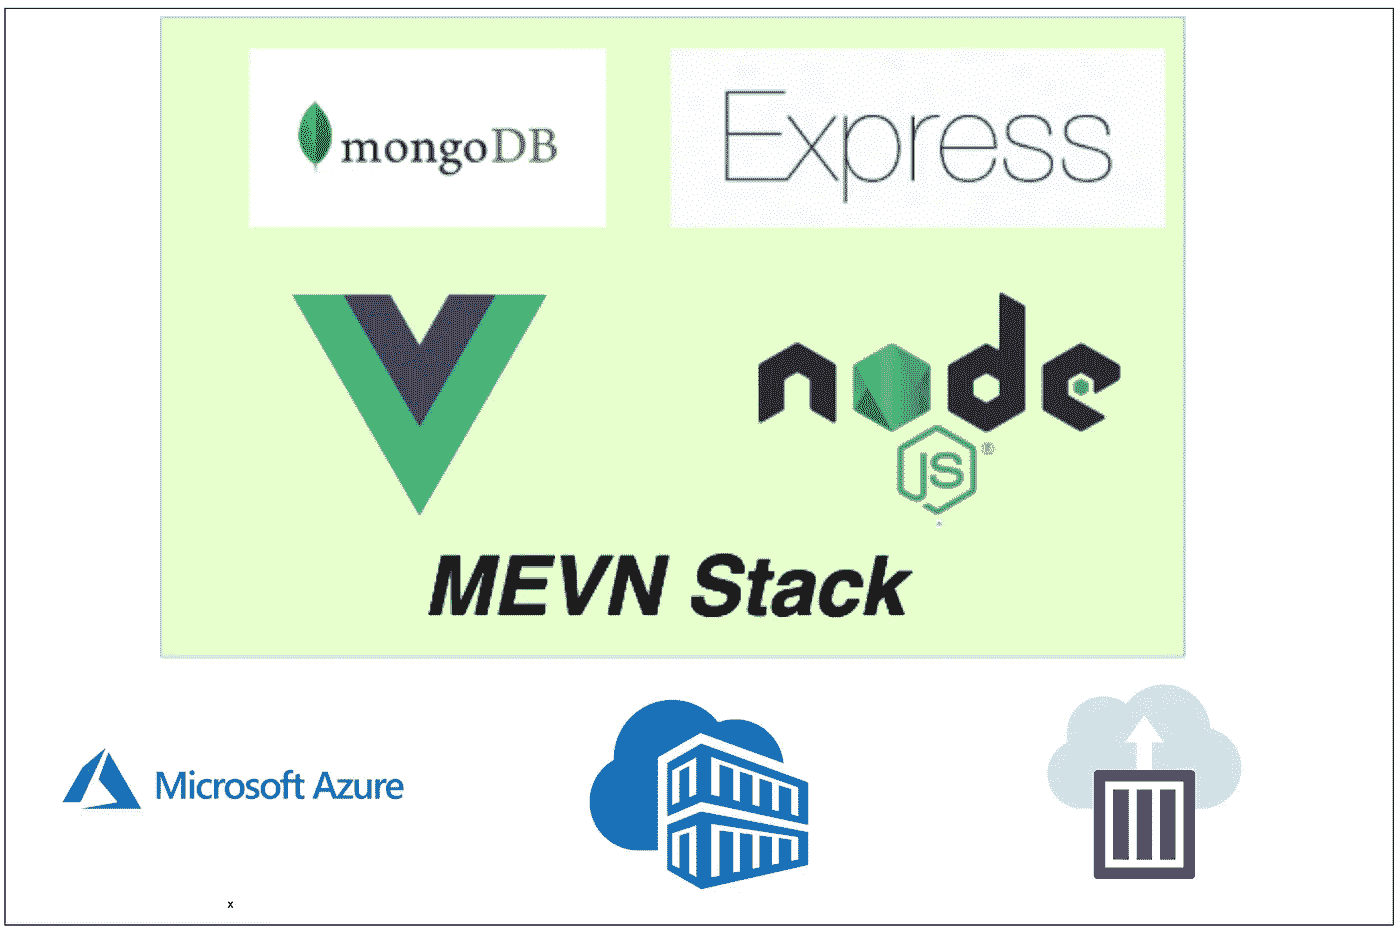 mongoDB
Express
node
JS ®
MEVN Stack
Microsoft Azure
x